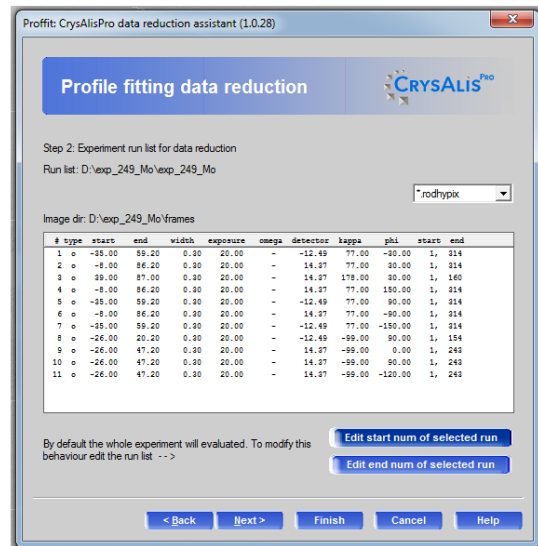 Proffit: CrysAlisPro data reduction assistant (1.0.28)
Profile fitting data reduction
CRYSALIS PRO
Step 2: Experiment run list for data reduction
Run list: D:\exp_249_Mo\exp_249_Mo
*.rodhypix
Image dir: D:\exp_249_Mo\frames
# type start end width exposure omega detector kappa phi start end
1 o -35.00 59.20 0.30 20.00 - -12.49 77.00 -30.00 1, 314
2 o -8.00 86.20 0.30 20.00 - 14.37 77.00 30.00 1, 314
3 o 39.00 87.00 0.30 20.00 - 14.37 178.00 30.00 1, 160
4 o -8.00 86.20 0.30 20.00 - 14.37 77.00 150.00 1, 314
5 o -35.00 59.20 0.30 20.00 - -12.49 77.00 90.00 1, 314
6 o -8.00 86.20 0.30 20.00 - 14.37 77.00 -90.00 1, 314
7 o -35.00 59.20 0.30 20.00 - -12.49 77.00 -150.00 1, 314
8 o -26.00 20.20 0.30 20.00 - -12.49 -99.00 90.00 1, 154
9 o -26.00 47.20 0.30 20.00 - 14.37 -99.00 0.00 1, 243
10 o -26.00 47.20 0.30 20.00 - 14.37 -99.00 90.00 1, 243
11 o -26.00 47.20 0.30 20.00 - 14.37 -99.00 -120.00 1, 243
By default the whole experiment will evaluated. To modify this
behaviour edit the run list -->
Edit start num of selected run
Edit end num of selected run
< Back Next > Finish Cancel Help